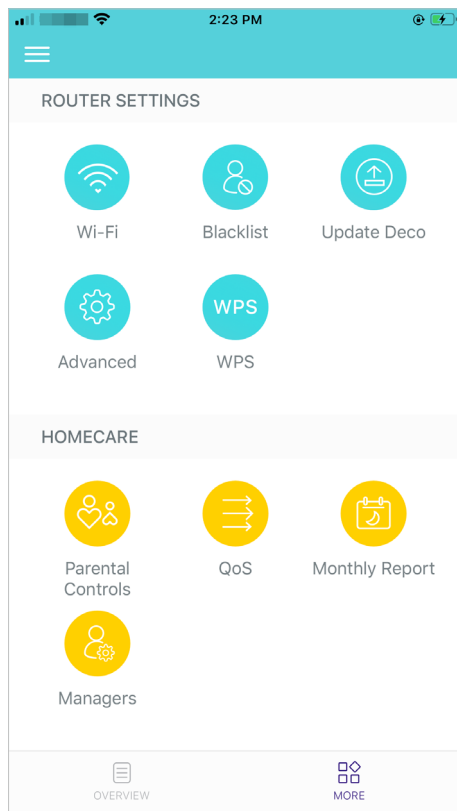 2:23 PM
ROUTER SETTINGS
Wi-Fi Blacklist Update Deco
WPS
Advanced WPS
HOMECARE
Parental Controls QoS Monthly Report
Managers
OVERVIEW MORE